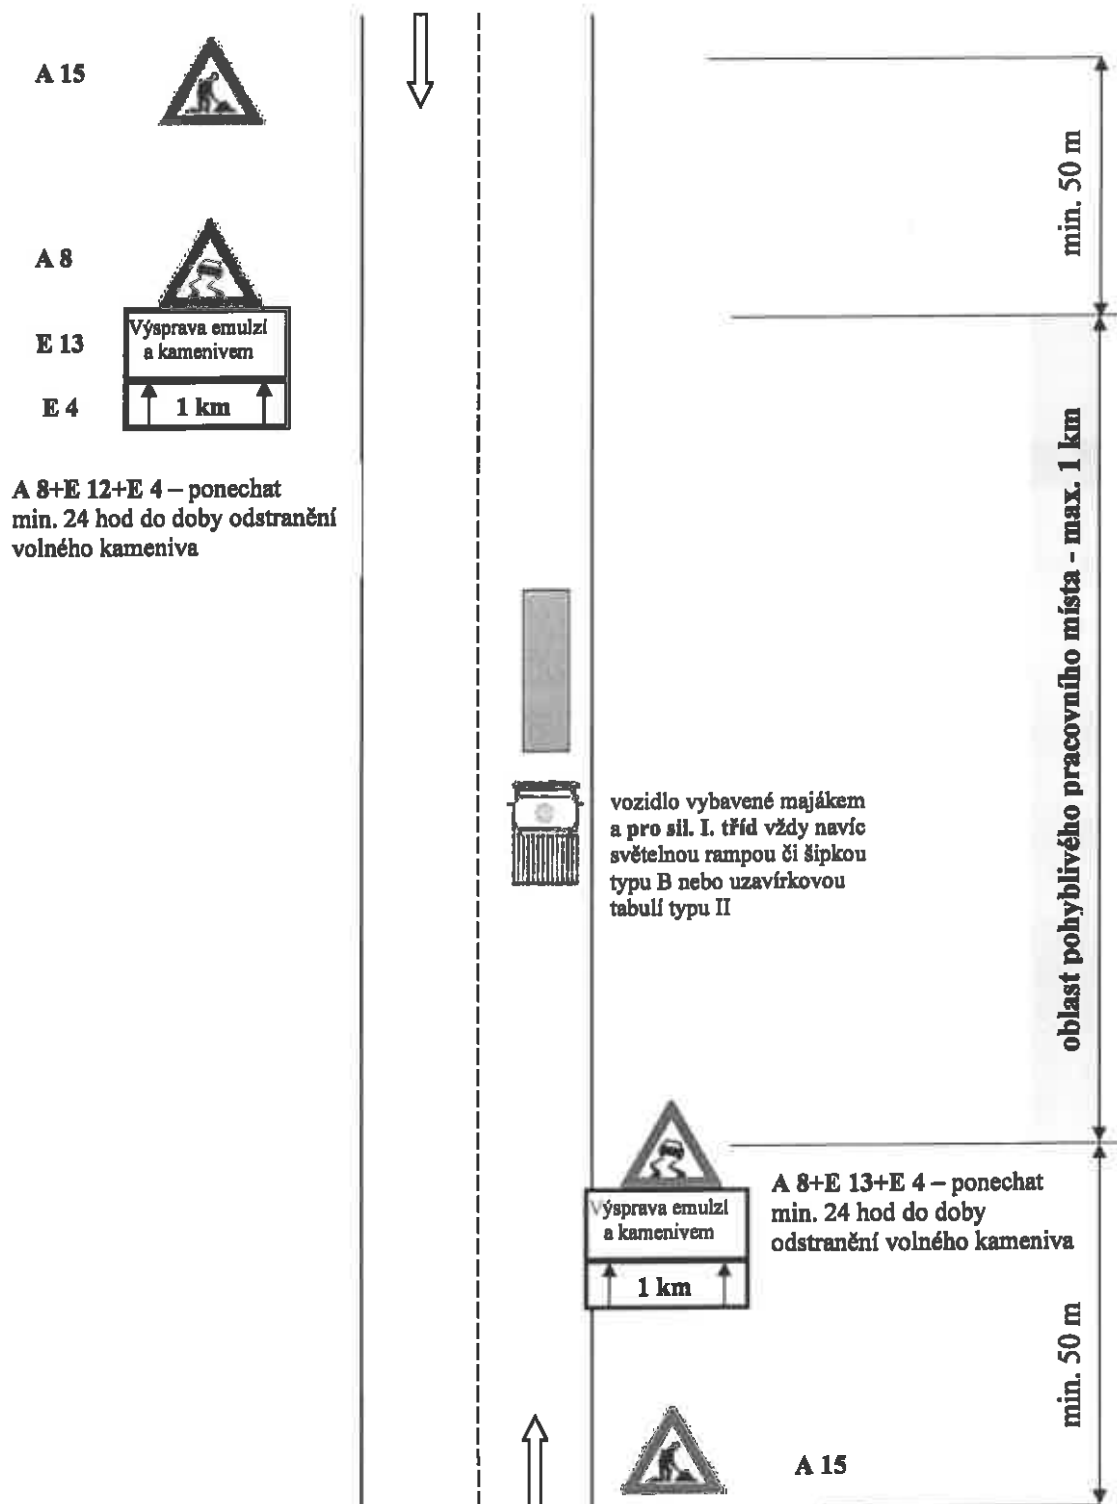 A 15
min. 50 m
A 8
E 13
Výsprava emulzí
a kamenivem
E 4
1 km
A 8+E 12+E 4 – ponechat
min. 24 hod do doby odstranění
volného kameniva
oblast pohyblivého pracovního místa - max. 1 km
vozidlo vybavené majákem
a pro sil. I. tříd vždy navíc
světelnou rampou či šipkou
typu B nebo uzavírkovou
tabulí typu II
Výsprava emulzí
a kamenivem
1 km
A 8+E 13+E 4 – ponechat
min. 24 hod do doby
odstranění volného kameniva
min. 50 m
A 15